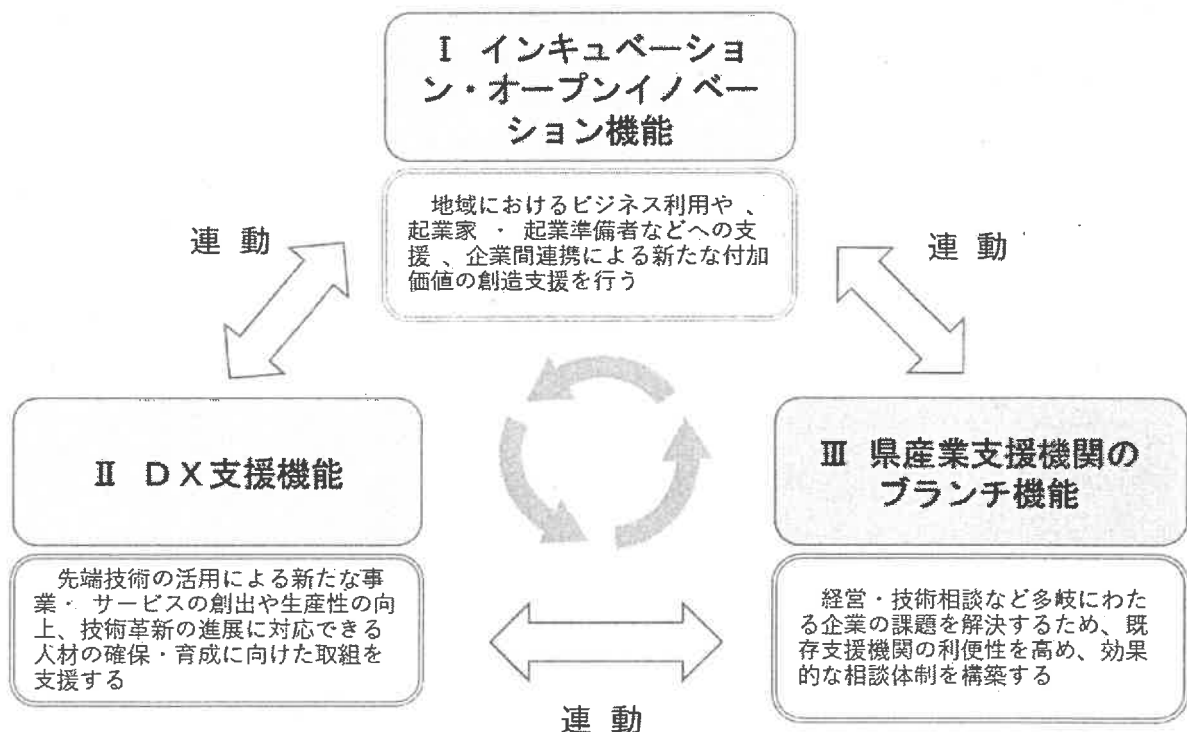 Ⅰ インキュベーショ
ン・オープンイノベー
ション機能
地域におけるビジネス利用や、
起業家・起業準備者などへの支
援、企業間連携による新たな付加
価値の創造支援を行う
連動
連動
Ⅱ DX支援機能
先端技術の活用による新たな事
業・サービスの創出や生産性の向
上、技術革新の進展に対応できる
人材の確保・育成に向けた取組を
支援する
Ⅲ 県産業支援機関の
ブランチ機能
経営・技術相談など多岐にわた
る企業の課題を解決するため、既
存支援機関の利便性を高め、効果
的な相談体制を構築する
連動